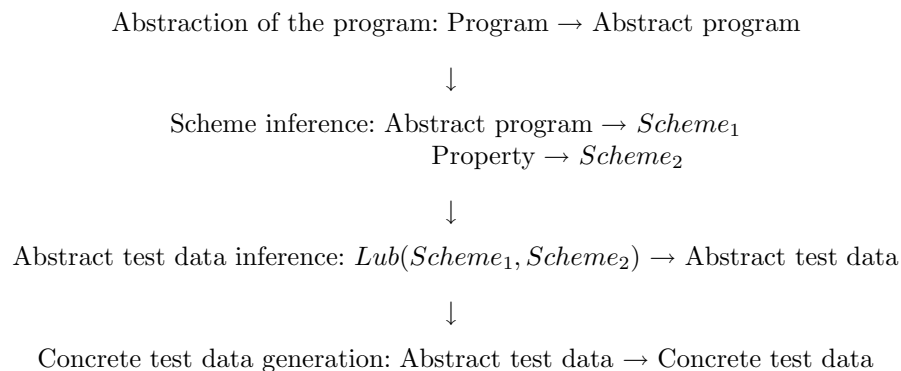 Abstraction of the program: Program → Abstract program
↓
Scheme inference: Abstract program → Scheme₁
Property → Scheme₂
↓
Abstract test data inference: Lub(Scheme₁, Scheme₂) → Abstract test data
↓
Concrete test data generation: Abstract test data → Concrete test data